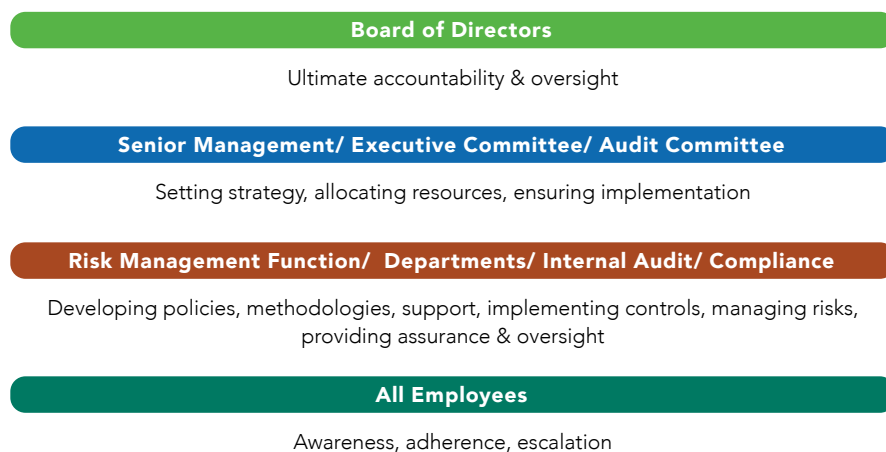 Board of Directors
Ultimate accountability & oversight
Senior Management/ Executive Committee/ Audit Committee
Setting strategy, allocating resources, ensuring implementation
Risk Management Function/ Departments/ Internal Audit/ Compliance
Developing policies, methodologies, support, implementing controls, managing risks,
providing assurance & oversight
All Employees
Awareness, adherence, escalation